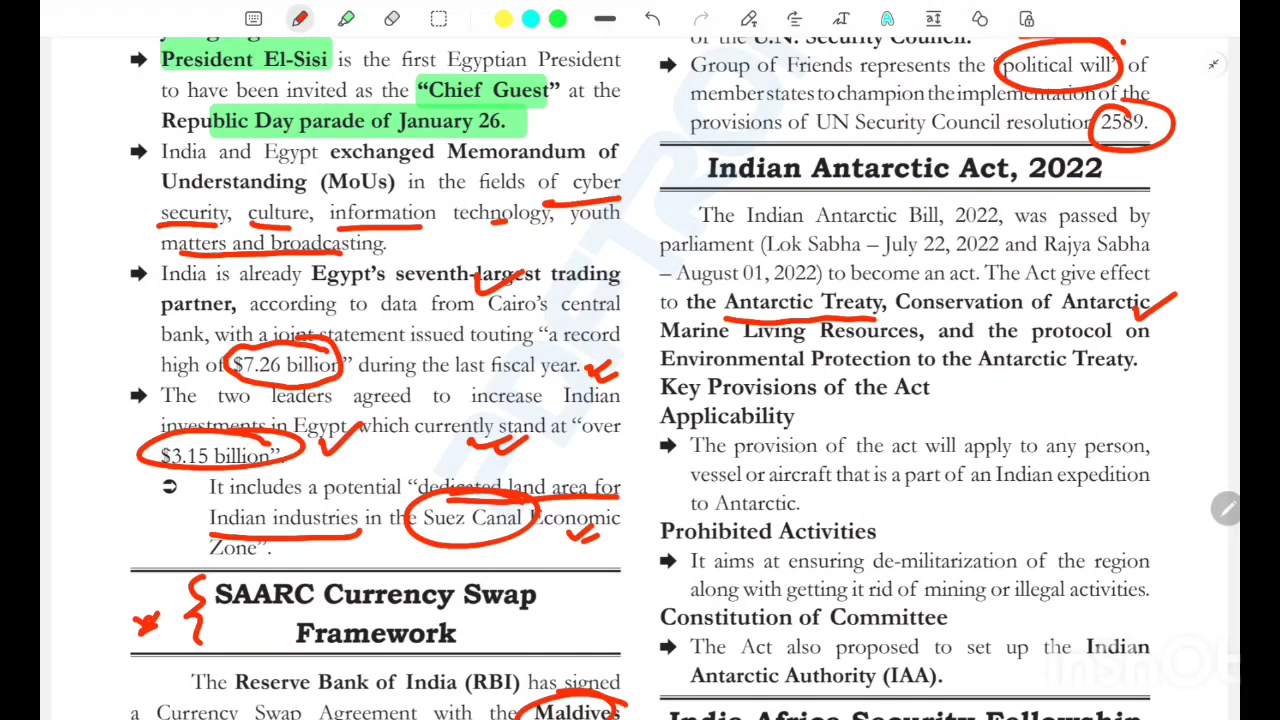 President El-Sisi is the first Egyptian President
to have been invited as the “Chief Guest” at the
Republic Day parade of January 26.
India and Egypt exchanged Memorandum of
Understanding (MoUs) in the fields of cyber
security, culture, information technology, youth
matters and broadcasting.
India is already Egypt’s seventh-largest trading
partner, according to data from Cairo’s central
bank, with a joint statement issued touting “a record
high of $7.26 billion” during the last fiscal year.
The two leaders agreed to increase Indian
investments in Egypt, which currently stand at “over
$3.15 billion”.
It includes a potential “dedicated land area for
Indian industries in the Suez Canal Economic
Zone”.
SAARC Currency Swap
Framework
The Reserve Bank of India (RBI) has signed
a Currency Swap Agreement with the Maldives
of the U.N. Security Council.
Group of Friends represents the “political will” of
member states to champion the implementation of the
provisions of UN Security Council resolution 2589.
Indian Antarctic Act, 2022
The Indian Antarctic Bill, 2022, was passed by
parliament (Lok Sabha – July 22, 2022 and Rajya Sabha
– August 01, 2022) to become an act. The Act give effect
to the Antarctic Treaty, Conservation of Antarctic
Marine Living Resources, and the protocol on
Environmental Protection to the Antarctic Treaty.
Key Provisions of the Act
Applicability
The provision of the act will apply to any person,
vessel or aircraft that is a part of an Indian expedition
to Antarctic.
Prohibited Activities
It aims at ensuring de-militarization of the region
along with getting it rid of mining or illegal activities.
Constitution of Committee
The Act also proposed to set up the Indian
Antarctic Authority (IAA).
India Africa Security Fellowship